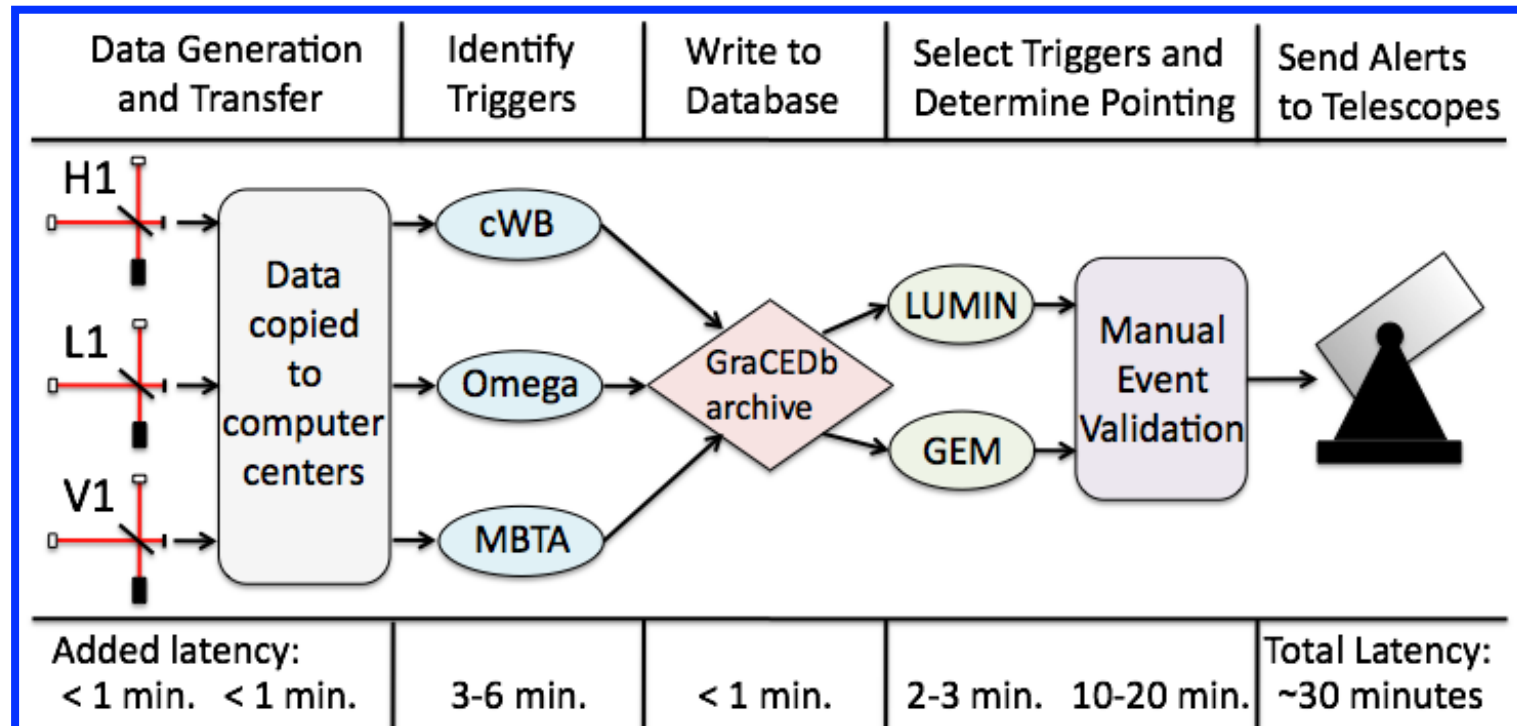 Data Generation
and Transfer
Identify
Triggers
Write to
Database
Select Triggers and
Determine Pointing
Send Alerts
to Telescopes
H1
L1
V1
Data
copied
to
computer
centers
cWB
Omega
MBTA
GraCEDb
archive
LUMIN
GEM
Manual
Event
Validation
Added latency:
< 1 min. < 1 min.
3-6 min.
< 1 min.
2-3 min. 10-20 min.
Total Latency:
~30 minutes